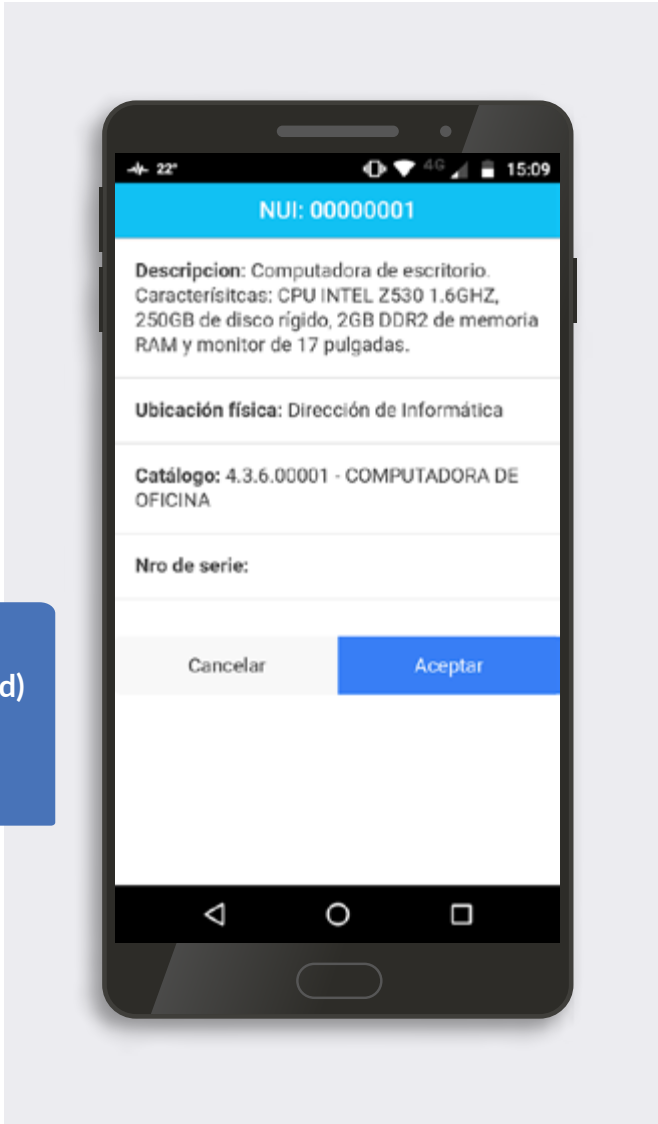 22°
4G
15:09
NUI: 00000001
Descripcion: Computadora de escritorio.
Caracterísitcas: CPU INTEL Z530 1.6GHZ,
250GB de disco rígido, 2GB DDR2 de memoria
RAM y monitor de 17 pulgadas.
Ubicación física: Dirección de Informática
Catálogo: 4.3.6.00001 - COMPUTADORA DE
OFICINA
Nro de serie:
d)
Cancelar
Aceptar